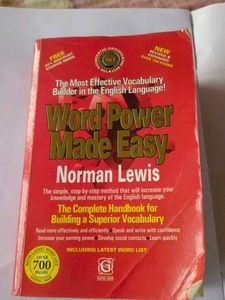 FREE
NEW
The Most Effective Vocabulary
Builder in the English Language!
Word Power
Made Easy
Norman Lewis
The simple, step-by-step method that will increase your
knowledge and mastery of the English language.
The Complete Handbook for
Building a Superior Vocabulary
Read more effectively and efficiently • Speak and write with confidence
Increase your earning power • Develop social contacts • Learn quickly
INCLUDING LATEST WORD LIST
OVER
700
PAGES
G